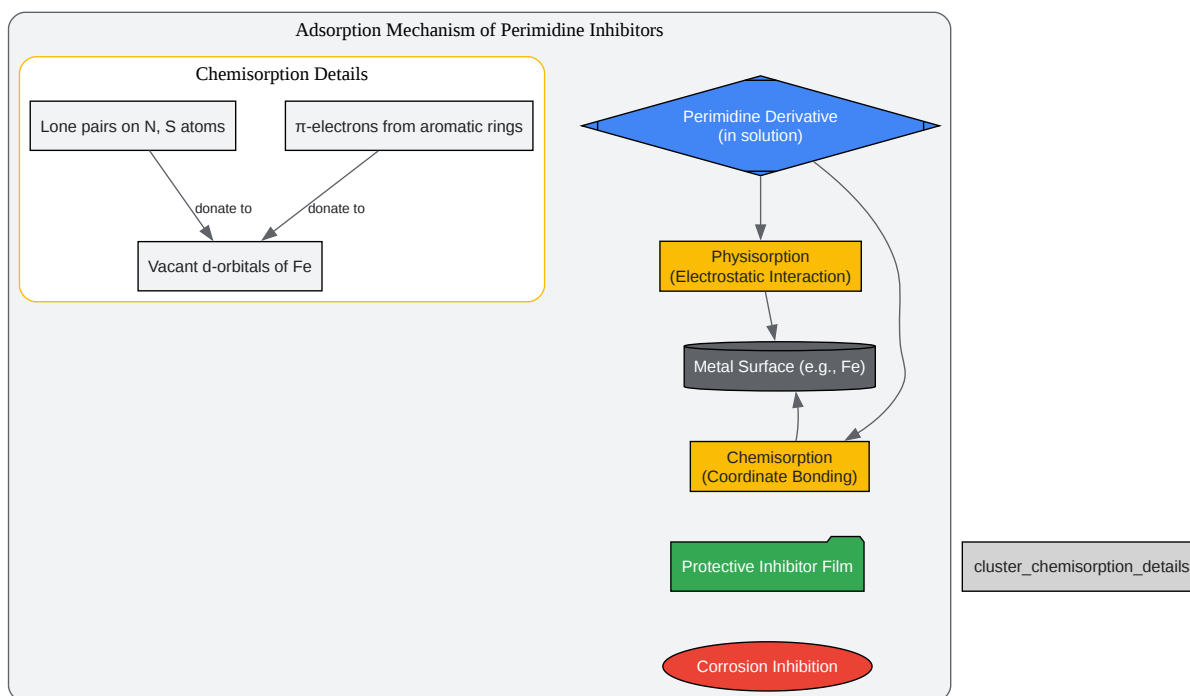 Adsorption Mechanism of Perimidine Inhibitors
Chemisorption Details
Lone pairs on N, S atoms
π-electrons from aromatic rings
donate to
donate to
Vacant d-orbitals of Fe
Perimidine Derivative
(in solution)
Physisorption
(Electrostatic Interaction)
Metal Surface (e.g., Fe)
Chemisorption
(Coordinate Bonding)
Protective Inhibitor Film
cluster_chemisorption_details
Corrosion Inhibition